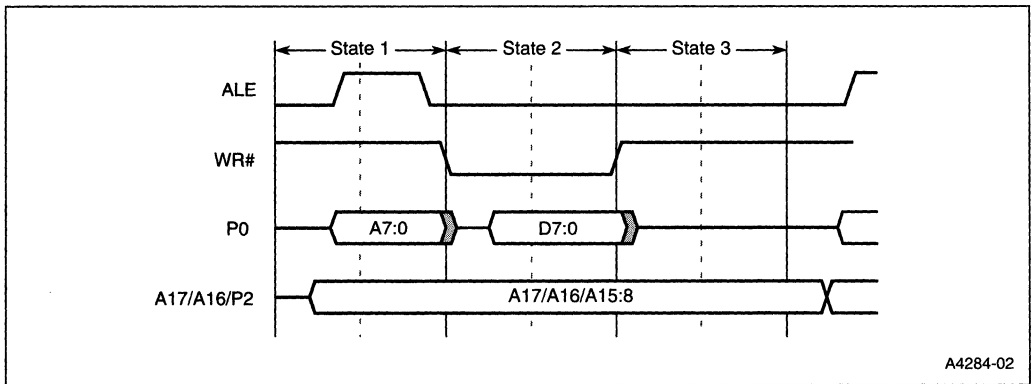 State 1 State 2 State 3
ALE
WR#
P0 A7:0 D7:0
A17/A16/P2 A17/A16/A15:8
A4284-02